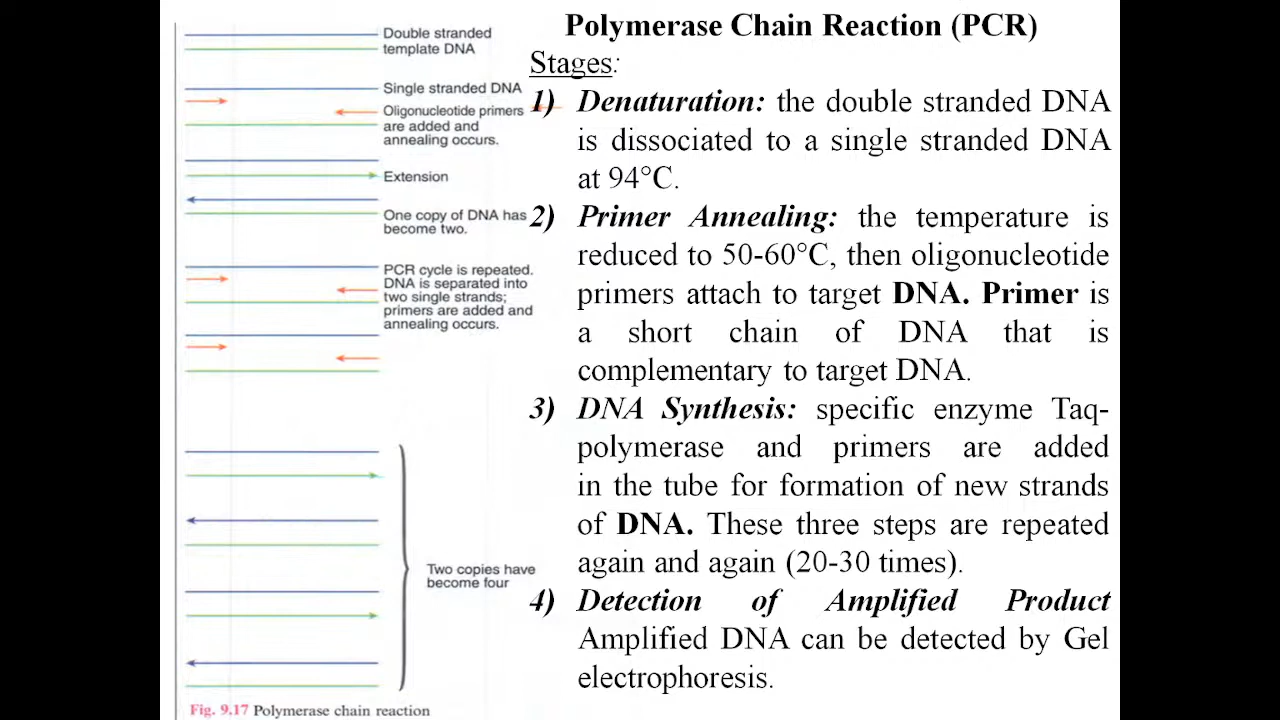 Polymerase Chain Reaction (PCR)
Stages:
1) Denaturation: the double stranded DNA
is dissociated to a single stranded DNA
at 94°C.
2) Primer Annealing: the temperature is
reduced to 50-60°C, then oligonucleotide
primers attach to target DNA. Primer is
a short chain of DNA that is
complementary to target DNA.
3) DNA Synthesis: specific enzyme Taq-
polymerase and primers are added
in the tube for formation of new strands
of DNA. These three steps are repeated
again and again (20-30 times).
4) Detection of Amplified Product
Amplified DNA can be detected by Gel
electrophoresis.
Double stranded
template DNA
Single stranded DNA
Oligonucleotide primers
are added and
annealing occurs.
Extension
One copy of DNA has
become two.
PCR cycle is repeated.
DNA is separated into
two single strands;
primers are added and
annealing occurs.
Two copies have
become four
Fig. 9.17 Polymerase chain reaction